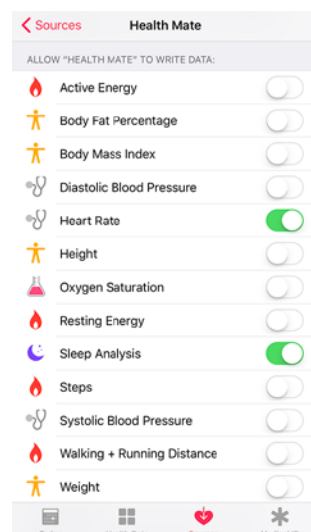 Sources Health Mate
ALLOW "HEALTH MATE" TO WRITE DATA:
Active Energy
Body Fat Percentage
Body Mass Index
Diastolic Blood Pressure
Heart Rate
Height
Oxygen Saturation
Resting Energy
Sleep Analysis
Steps
Systolic Blood Pressure
Walking + Running Distance
Weight